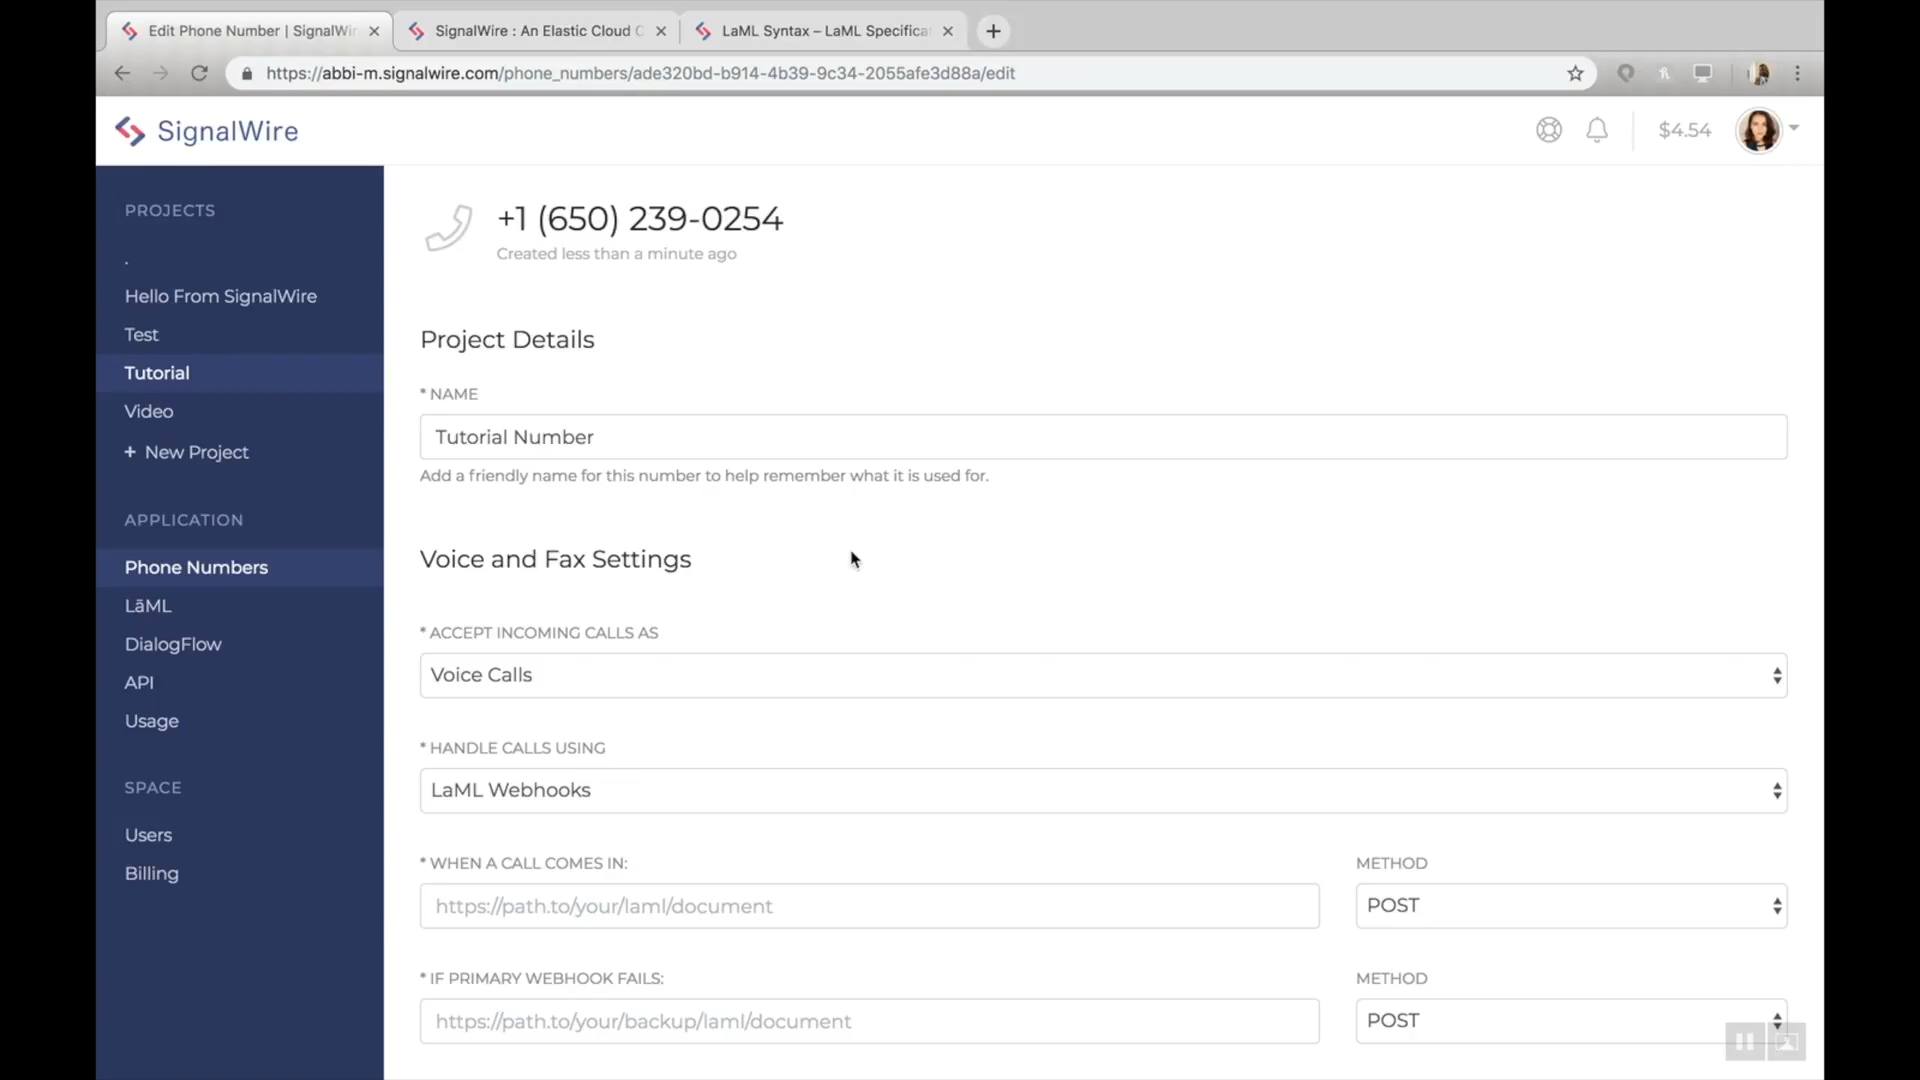 Edit Phone Number | SignalWir
SignalWire : An Elastic Cloud C
LaML Syntax – LaML Specifica
https://abbi-m.signalwire.com/phone_numbers/ade320bd-b914-4b39-9c34-2055afe3d88a/edit
SignalWire
$4.54
PROJECTS
.
Hello From SignalWire
Test
Tutorial
Video
+ New Project
APPLICATION
Phone Numbers
LāML
DialogFlow
API
Usage
SPACE
Users
Billing
+1 (650) 239-0254
Created less than a minute ago
Project Details
* NAME
Tutorial Number
Add a friendly name for this number to help remember what it is used for.
Voice and Fax Settings
* ACCEPT INCOMING CALLS AS
Voice Calls
* HANDLE CALLS USING
LaML Webhooks
* WHEN A CALL COMES IN:
METHOD
https://path.to/your/laml/document
POST
* IF PRIMARY WEBHOOK FAILS:
METHOD
https://path.to/your/backup/laml/document
POST